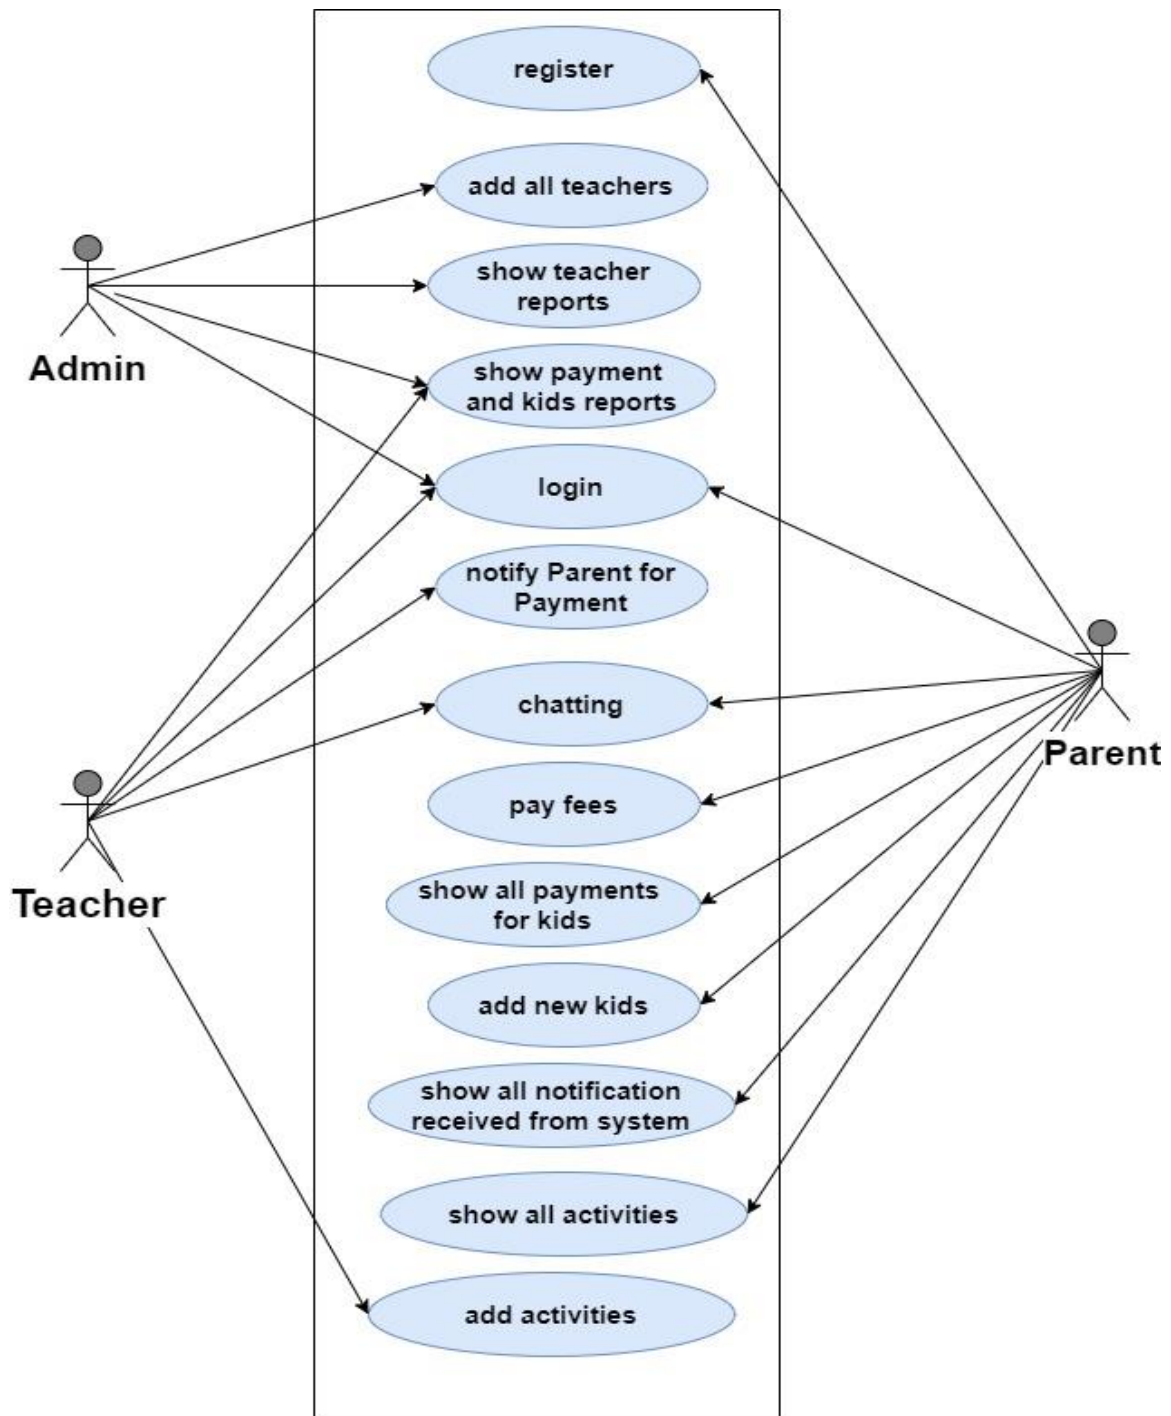 register
add all teachers
show teacher
reports
Admin
show payment
and kids reports
login
notify Parent for
Payment
chatting
Parent
pay fees
show all payments
for kids
Teacher
add new kids
show all notification
received from system
show all activities
add activities